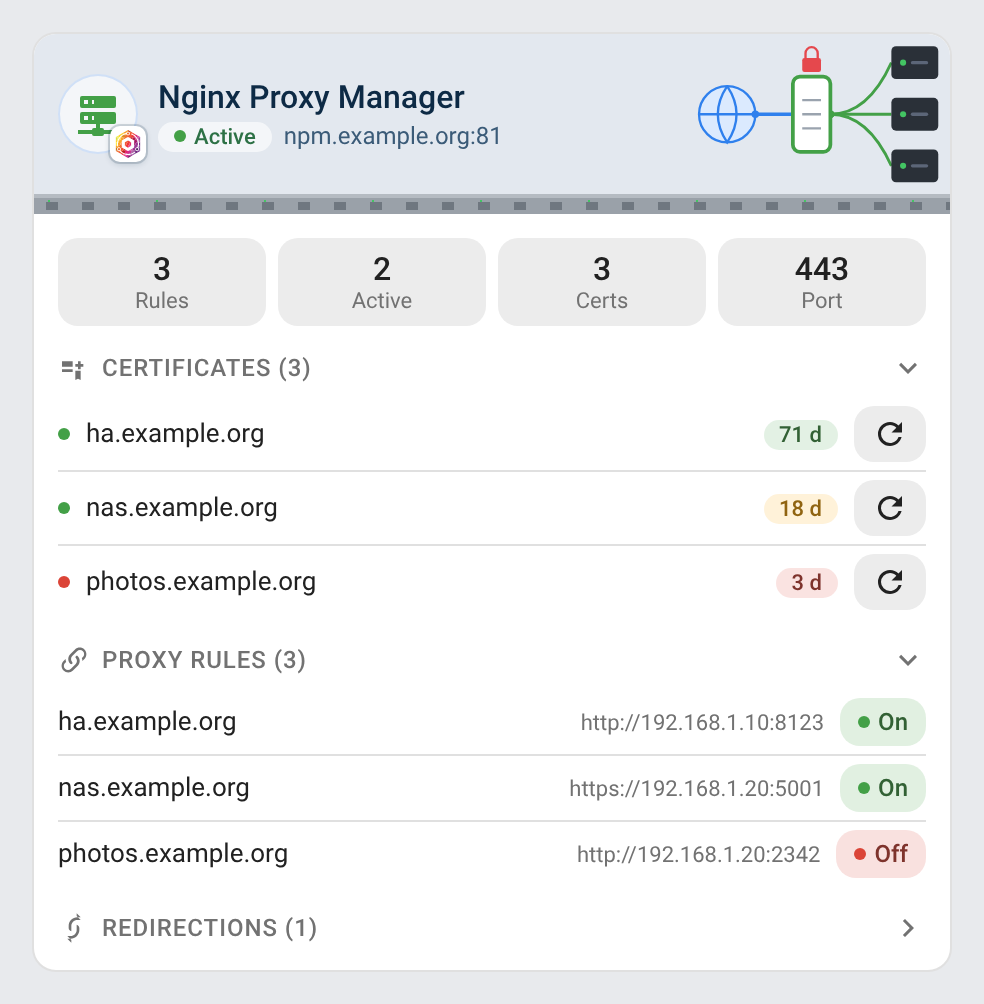 Nginx Proxy Manager
Active npm.example.org:81
3
Rules
2
Active
3
Certs
443
Port
CERTIFICATES (3)
ha.example.org 71 d
nas.example.org 18 d
photos.example.org 3 d
PROXY RULES (3)
ha.example.org http://192.168.1.10:8123 On
nas.example.org https://192.168.1.20:5001 On
photos.example.org http://192.168.1.20:2342 Off
REDIRECTIONS (1)